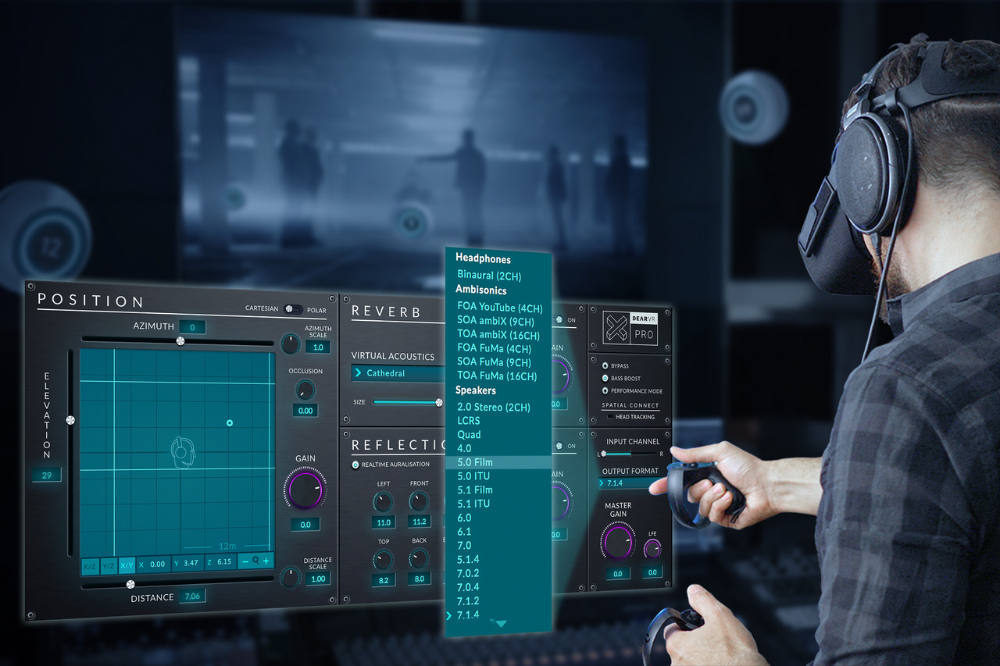 12
POSITION
CARTESIAN
POLAR
AZIMUTH 0
AZIMUTH
SCALE
1.0
OCCLUSION
0.00
ELEVATION
29
GAIN
0.0
12m
X/Z Y/Z X/Y X 0.00 Y 3.47 Z 6.15 − +
DISTANCE
SCALE
1.00
DISTANCE 7.06
REVERB
ON
VIRTUAL ACOUSTICS
Cathedral
SIZE
AIN
0.0
REFLECTIO
ON
REALTIME AURALISATION
LEFT FRONT
11.0 11.2
TOP BACK
8.2 8.0
AIN
0.0
Headphones
Binaural (2CH)
Ambisonics
FOA YouTube (4CH)
SOA ambiX (9CH)
TOA ambiX (16CH)
FOA FuMa (4CH)
SOA FuMa (9CH)
TOA FuMa (16CH)
Speakers
2.0 Stereo (2CH)
LCRS
Quad
4.0
5.0 Film
5.0 ITU
5.1 Film
5.1 ITU
6.0
6.1
7.0
5.1.4
7.0.2
7.0.4
7.1.2
7.1.4
DEARVR
PRO
BYPASS
BASS BOOST
PERFORMANCE MODE
SPATIAL CONNECT
HEAD TRACKING
INPUT CHANNEL
L R
OUTPUT FORMAT
7.1.4
MASTER
GAIN
0.0
LFE
0.0